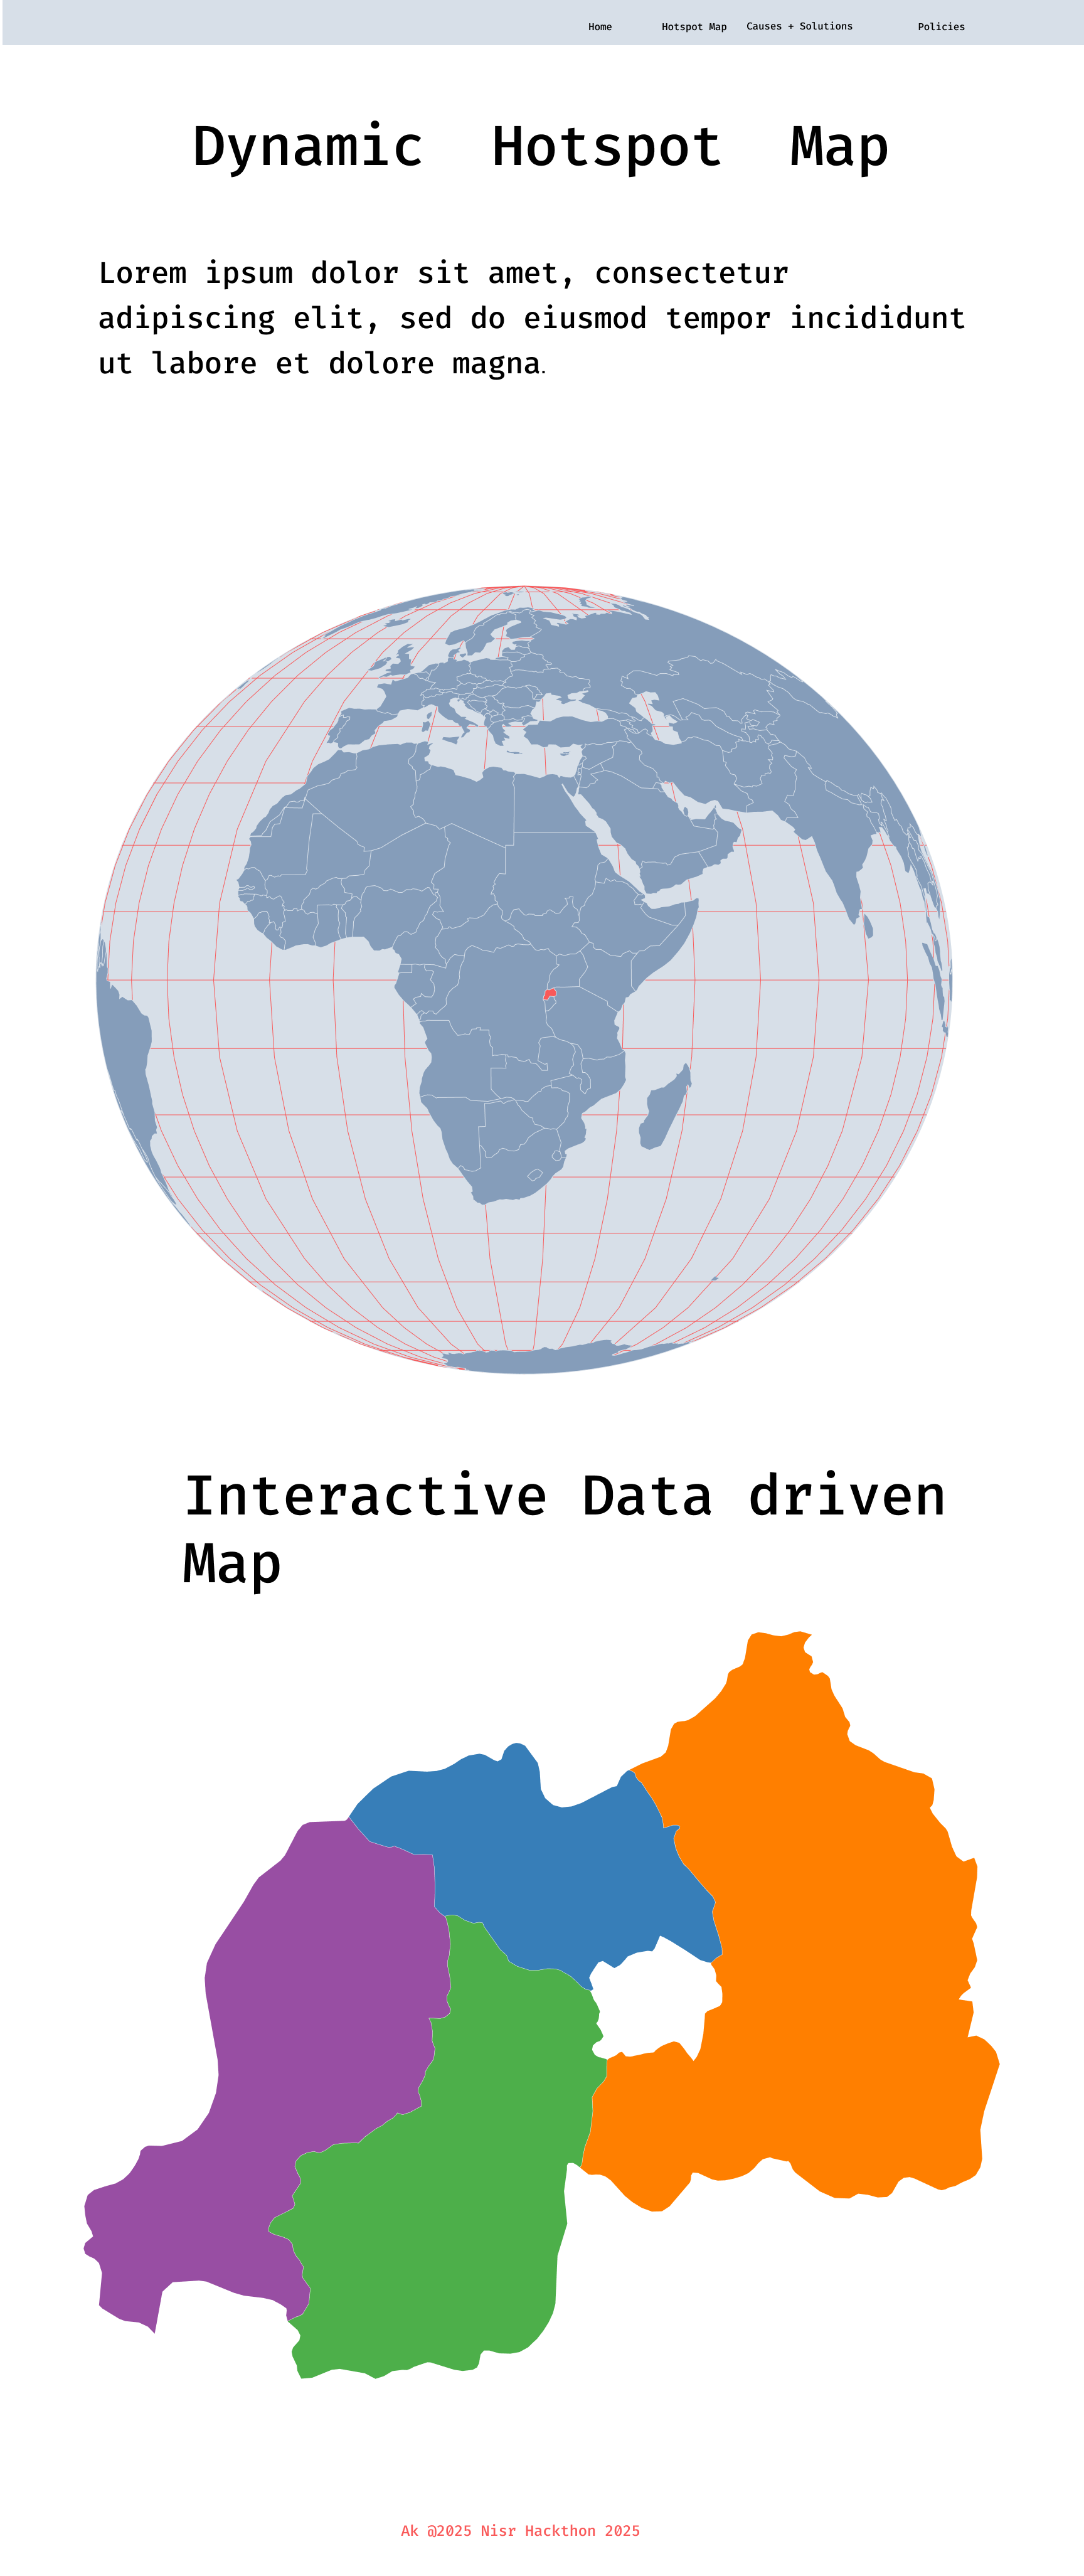 Home Hotspot Map Causes + Solutions Policies
Dynamic Hotspot Map
Lorem ipsum dolor sit amet, consectetur
adipiscing elit, sed do eiusmod tempor incididunt
ut labore et dolore magna.
Interactive Data driven
Map
Ak @2025 Nisr Hackthon 2025